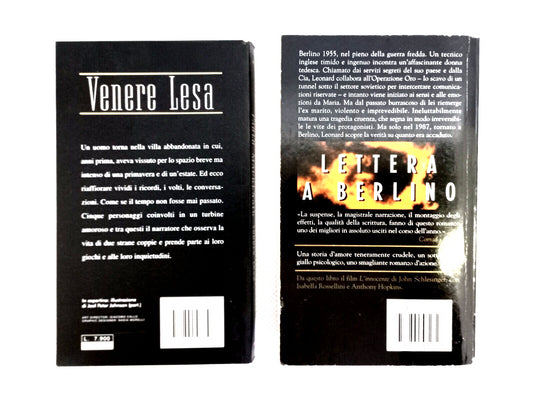 Venere Lesa
Un uomo torna nella villa abbandonata in cui,
anni prima, aveva vissuto per lo spazio breve ma
intenso di una primavera e di un'estate. Ed ecco
riaffiorare vividi i ricordi, i volti, le conversa-
zioni. Come se il tempo non fosse mai passato.
Cinque personaggi coinvolti in un turbine
amoroso e tra questi il narratore che osserva la
vita di due strane coppie e prende parte ai loro
giochi e alle loro inquietudini.
In copertina: illustrazione
di Joel Peter Johnson (part.)
ART DIRECTOR: GIACOMO CALLO
GRAPHIC DESIGNER: NADIA MORELLI
L. 7.900
Berlino 1955, nel pieno della guerra fredda. Un tecnico
inglese timido e ingenuo incontra un'affascinante donna
tedesca. Chiamato dai servizi segreti del suo paese e dalla
Cia, Leonard collabora all'Operazione Oro – lo scavo di un
tunnel sotto il settore sovietico per intercettare comunica-
zioni riservate – e intanto viene iniziato ai sensi e alle emo-
zioni da Maria. Ma dal passato burrascoso di lei riemerge
l'ex marito, violento e imprevedibile. Ineluttabilmente
matura una tragedia cruenta, che segna in modo irreversibi-
le le vite dei protagonisti. Ma solo nel 1987, tornato a
Berlino, Leonard scopre la verità su quanto era accaduto.
LETTERA
A BERLINO
«La suspense, la magistrale narrazione, il montaggio degli
effetti, la qualità della scrittura, fanno di questo romanzo
uno dei migliori in assoluto usciti nel corso dell'anno.»
Una storia d'amore teneramente crudele, un
giallo psicologico, uno smagliante romanzo d'azione.
Da questo libro il film L'innocente di John Schlesinger, con
Isabella Rossellini e Anthony Hopkins.